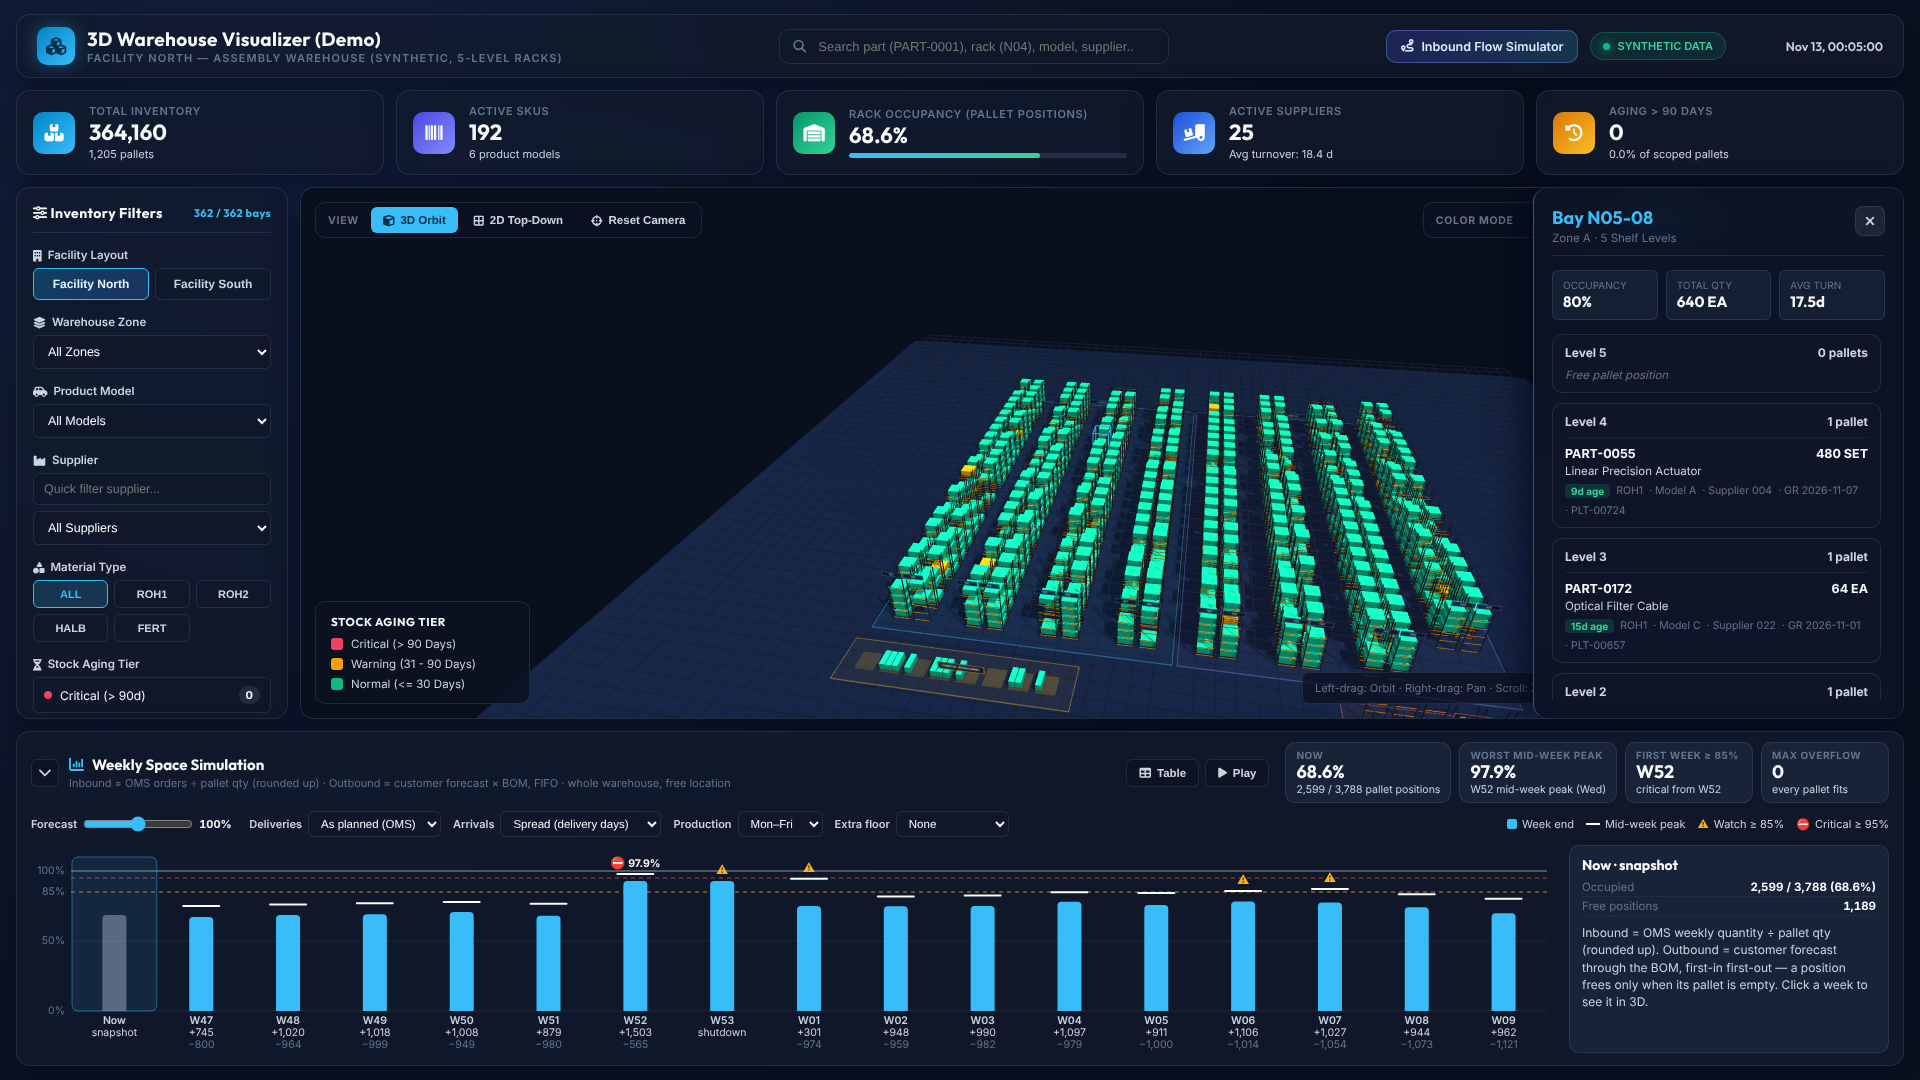 3D Warehouse Visualizer (Demo)
FACILITY NORTH — ASSEMBLY WAREHOUSE (SYNTHETIC, 5-LEVEL RACKS)
Search part (PART-0001), rack (N04), model, supplier..
Inbound Flow Simulator
SYNTHETIC DATA
Nov 13, 00:05:00
TOTAL INVENTORY
364,160
1,205 pallets
ACTIVE SKUS
192
6 product models
RACK OCCUPANCY (PALLET POSITIONS)
68.6%
ACTIVE SUPPLIERS
25
Avg turnover: 18.4 d
AGING > 90 DAYS
0
0.0% of scoped pallets
Inventory Filters
362 / 362 bays
Facility Layout
Facility North
Facility South
Warehouse Zone
All Zones
Product Model
All Models
Supplier
Quick filter supplier...
All Suppliers
Material Type
ALL
ROH1
ROH2
HALB
FERT
Stock Aging Tier
Critical (> 90d)
0
VIEW
3D Orbit
2D Top-Down
Reset Camera
COLOR MODE
STOCK AGING TIER
Critical (> 90 Days)
Warning (31 - 90 Days)
Normal (<= 30 Days)
Left-drag: Orbit · Right-drag: Pan · Scroll:
Bay N05-08
Zone A · 5 Shelf Levels
OCCUPANCY
80%
TOTAL QTY
640 EA
AVG TURN
17.5d
Level 5
0 pallets
Free pallet position
Level 4
1 pallet
PART-0055
480 SET
Linear Precision Actuator
9d age ROH1 · Model A · Supplier 004 · GR 2026-11-07
· PLT-00724
Level 3
1 pallet
PART-0172
64 EA
Optical Filter Cable
15d age ROH1 · Model C · Supplier 022 · GR 2026-11-01
· PLT-00657
Level 2
1 pallet
Weekly Space Simulation
Inbound = OMS orders ÷ pallet qty (rounded up) · Outbound = customer forecast × BOM, FIFO · whole warehouse, free location
Table
Play
NOW
68.6%
2,599 / 3,788 pallet positions
WORST MID-WEEK PEAK
97.9%
W52 mid-week peak (Wed)
FIRST WEEK ≥ 85%
W52
critical from W52
MAX OVERFLOW
0
every pallet fits
Forecast
100%
Deliveries
As planned (OMS)
Arrivals
Spread (delivery days)
Production
Mon–Fri
Extra floor
None
Week end
Mid-week peak
Watch ≥ 85%
Critical ≥ 95%
100%
85%
50%
0%
97.9%
Now
snapshot
W47
+745
−800
W48
+1,020
−964
W49
+1,018
−999
W50
+1,008
−949
W51
+879
−980
W52
+1,503
−565
W53
shutdown
W01
+301
−974
W02
+948
−959
W03
+990
−982
W04
+1,097
−979
W05
+911
−1,000
W06
+1,106
−1,014
W07
+1,027
−1,054
W08
+944
−1,073
W09
+962
−1,121
Now · snapshot
Occupied
2,599 / 3,788 (68.6%)
Free positions
1,189
Inbound = OMS weekly quantity ÷ pallet qty
(rounded up). Outbound = customer forecast
through the BOM, first-in first-out — a position
frees only when its pallet is empty. Click a week to
see it in 3D.